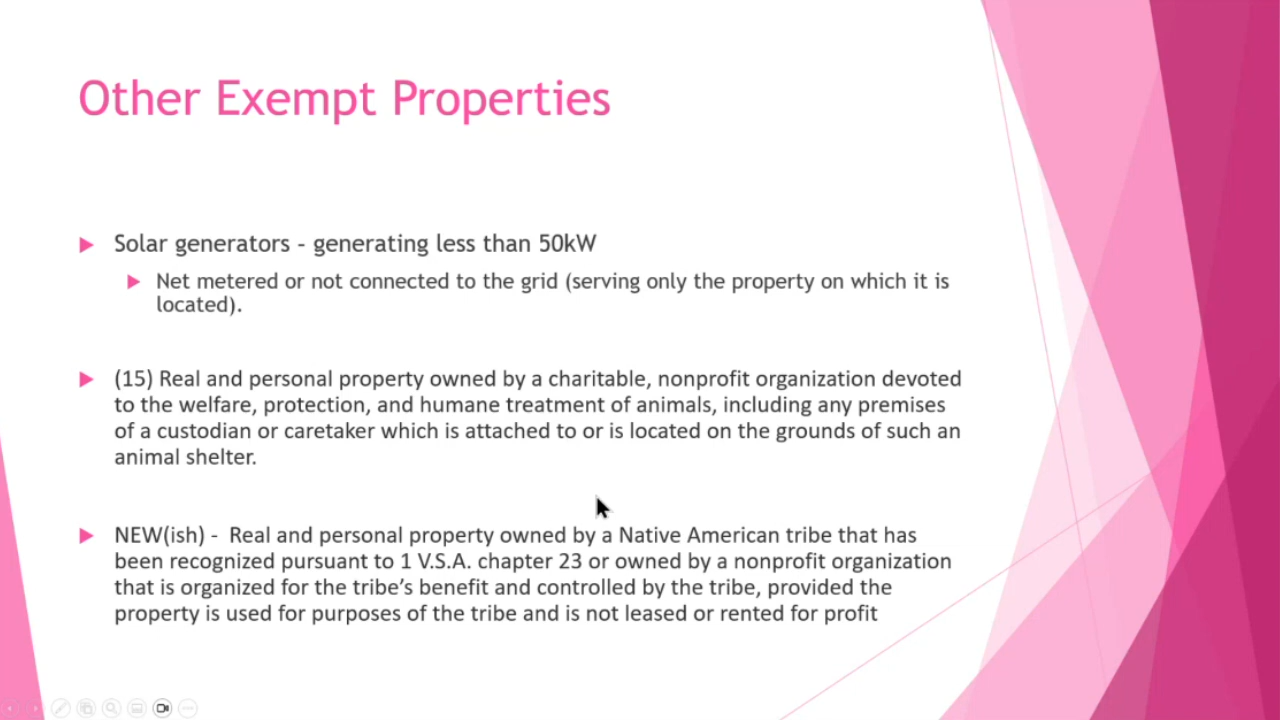 Other Exempt Properties
Solar generators - generating less than 50kW
Net metered or not connected to the grid (serving only the property on which it is
located).
(15) Real and personal property owned by a charitable, nonprofit organization devoted
to the welfare, protection, and humane treatment of animals, including any premises
of a custodian or caretaker which is attached to or is located on the grounds of such an
animal shelter.
NEW(ish) -  Real and personal property owned by a Native American tribe that has
been recognized pursuant to 1 V.S.A. chapter 23 or owned by a nonprofit organization
that is organized for the tribe’s benefit and controlled by the tribe, provided the
property is used for purposes of the tribe and is not leased or rented for profit